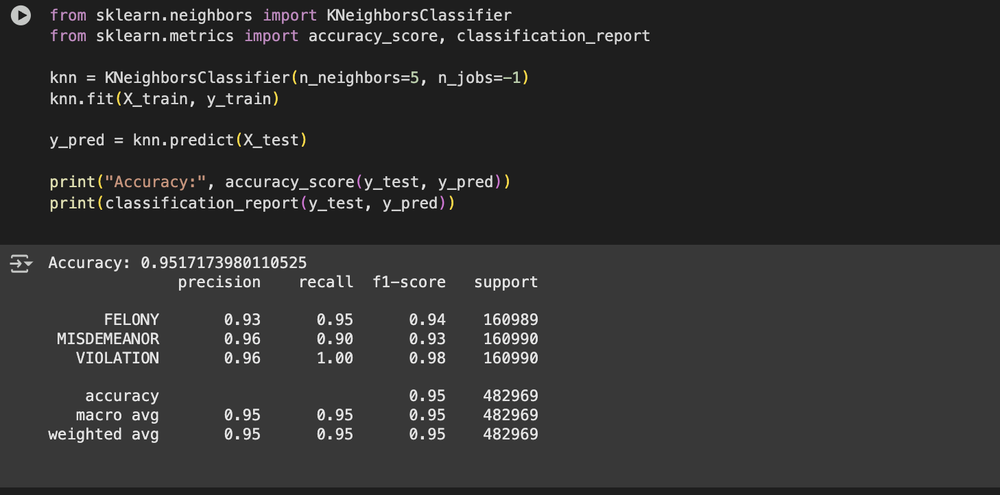 from sklearn.neighbors import KNeighborsClassifier
from sklearn.metrics import accuracy_score, classification_report
knn = KNeighborsClassifier(n_neighbors=5, n_jobs=-1)
knn.fit(X_train, y_train)
y_pred = knn.predict(X_test)
print("Accuracy:", accuracy_score(y_test, y_pred))
print(classification_report(y_test, y_pred))
Accuracy: 0.9517173980110525
precision recall f1-score support
FELONY 0.93 0.95 0.94 160989
MISDEMEANOR 0.96 0.90 0.93 160990
VIOLATION 0.96 1.00 0.98 160990
accuracy 0.95 482969
macro avg 0.95 0.95 0.95 482969
weighted avg 0.95 0.95 0.95 482969